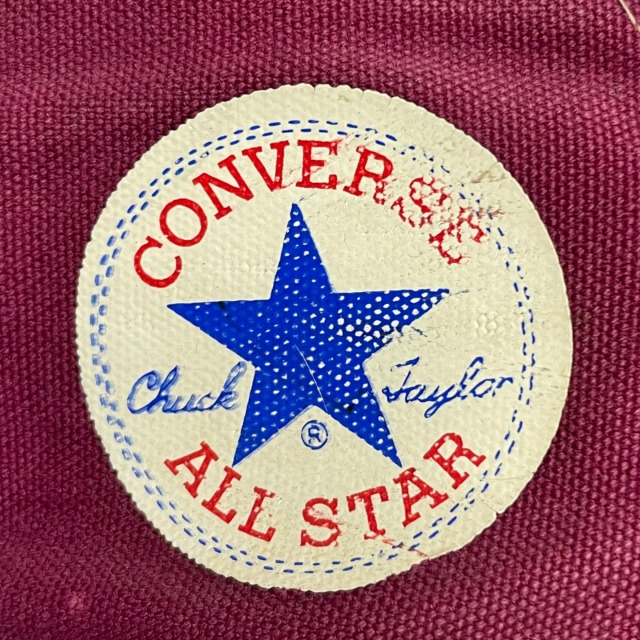 CONVERSE
Chuck Taylor
®
ALL STAR